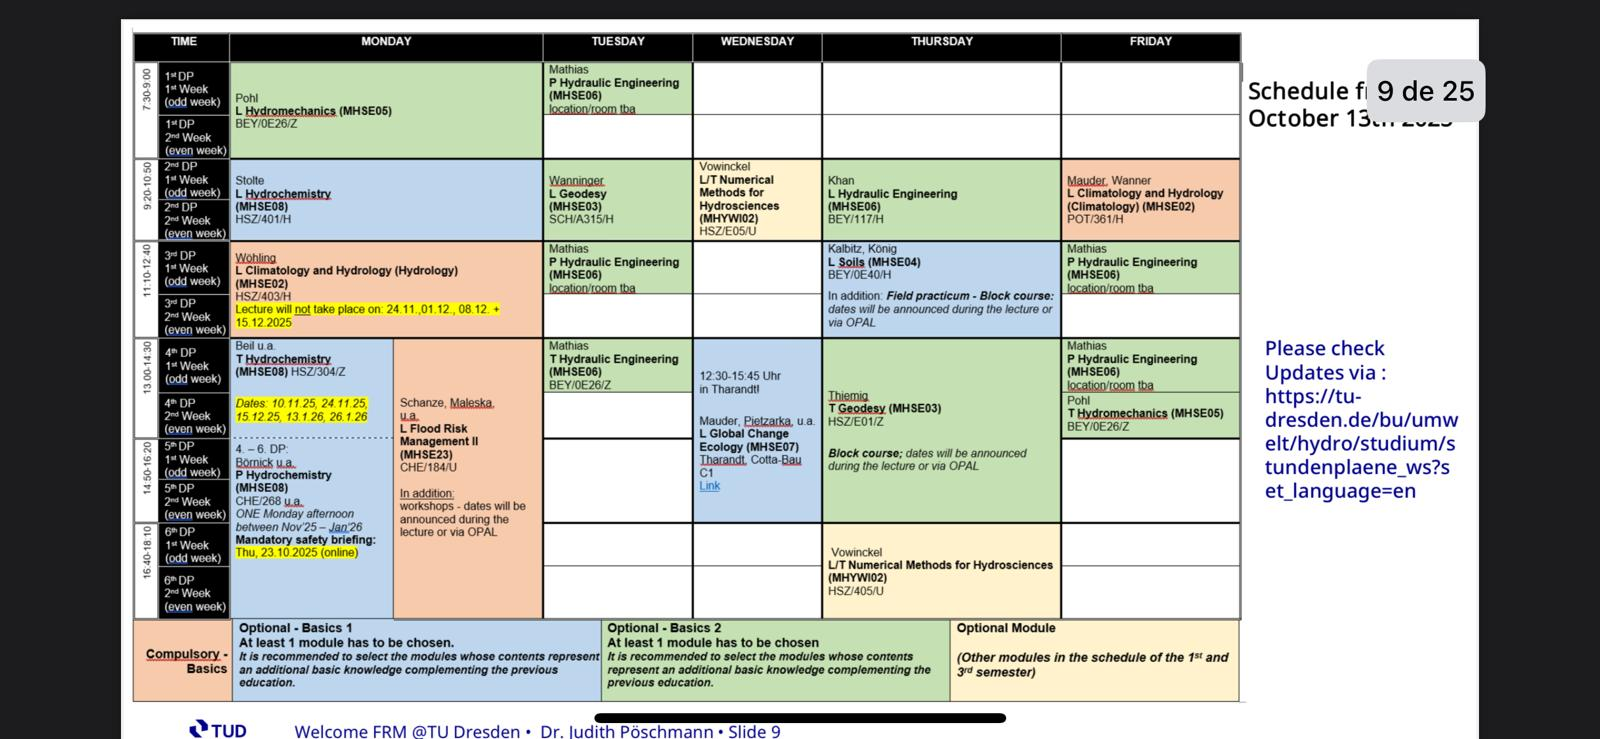 TIME MONDAY TUESDAY WEDNESDAY THURSDAY FRIDAY
7:30-9:00
1st DP
1st Week
(odd week)
1st DP
2nd Week
(even week)
Pohl
L Hydromechanics (MHSE05)
BEY/0E26/Z
Mathias
P Hydraulic Engineering
(MHSE06)
location/room tba
9:20-10:50
2nd DP
1st Week
(odd week)
2nd DP
2nd Week
(even week)
Stolte
L Hydrochemistry
(MHSE08)
HSZ/401/H
Wanninger
L Geodesy
(MHSE03)
SCH/A315/H
Vowinckel
L/T Numerical
Methods for
Hydrosciences
(MHYWI02)
HSZ/E05/U
Khan
L Hydraulic Engineering
(MHSE06)
BEY/117/H
Mauder, Wanner
L Climatology and Hydrology
(Climatology) (MHSE02)
POT/361/H
11:10-12:40
3rd DP
1st Week
(odd week)
3rd DP
2nd Week
(even week)
Wöhling
L Climatology and Hydrology (Hydrology)
(MHSE02)
HSZ/403/H
Lecture will not take place on: 24.11.,01.12., 08.12. +
15.12.2025
Mathias
P Hydraulic Engineering
(MHSE06)
location/room tba
Kalbitz, König
L Soils (MHSE04)
BEY/0E40/H
In addition: Field practicum - Block course:
dates will be announced during the lecture or
via OPAL
Mathias
P Hydraulic Engineering
(MHSE06)
location/room tba
13:00-14:30
4th DP
1st Week
(odd week)
4th DP
2nd Week
(even week)
Beil u.a.
T Hydrochemistry
(MHSE08) HSZ/304/Z
Dates: 10.11.25, 24.11.25,
15.12.25, 13.1.26, 26.1.26
4. – 6. DP:
Börnick u.a.
P Hydrochemistry
(MHSE08)
CHE/268 u.a.
ONE Monday afternoon
between Nov'25 – Jan'26
Mandatory safety briefing:
Thu, 23.10.2025 (online)
Schanze, Maleska,
u.a.
L Flood Risk
Management II
(MHSE23)
CHE/184/U
In addition:
workshops - dates will be
announced during the
lecture or via OPAL
Mathias
T Hydraulic Engineering
(MHSE06)
BEY/0E26/Z
12:30-15:45 Uhr
in Tharandt!
Mauder, Pietzarka, u.a.
L Global Change
Ecology (MHSE07)
Tharandt, Cotta-Bau
C1
Link
Thiemig
T Geodesy (MHSE03)
HSZ/E01/Z
Block course; dates will be announced
during the lecture or via OPAL
Mathias
P Hydraulic Engineering
(MHSE06)
location/room tba
Pohl
T Hydromechanics (MHSE05)
BEY/0E26/Z
14:50-16:20
5th DP
1st Week
(odd week)
5th DP
2nd Week
(even week)
16:40-18:10
6th DP
1st Week
(odd week)
6th DP
2nd Week
(even week)
Vowinckel
L/T Numerical Methods for Hydrosciences
(MHYWI02)
HSZ/405/U
Compulsory -
Basics
Optional - Basics 1
At least 1 module has to be chosen.
It is recommended to select the modules whose contents represent
an additional basic knowledge complementing the previous
education.
Optional - Basics 2
At least 1 module has to be chosen
It is recommended to select the modules whose contents
represent an additional basic knowledge complementing the
previous education.
Optional Module
(Other modules in the schedule of the 1st and
3rd semester)
Schedule
October 13th 2025
9 de 25
Please check
Updates via :
https://tu-
dresden.de/bu/umw
elt/hydro/studium/s
tundenplaene_ws?s
et_language=en
TUD
Welcome FRM @TU Dresden • Dr. Judith Pöschmann • Slide 9